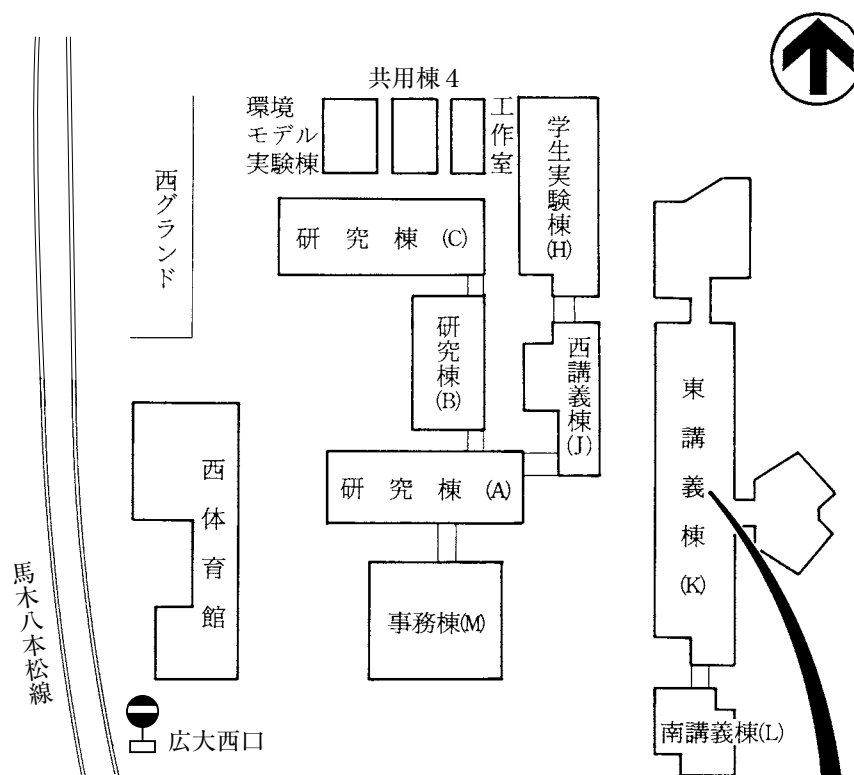 共用棟4
環境
モデル
実験棟
工作室
学生実験棟(H)
西グランド
研究棟(C)
研究棟(B)
西講義棟(J)
東講義棟(K)
研究棟(A)
西体育館
事務棟(M)
馬木八本松線
南講義棟(L)
広大西口